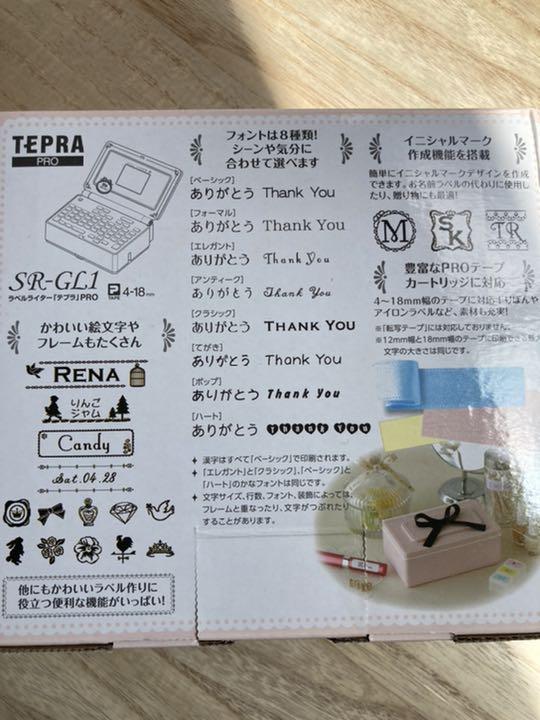 TEPRA
PRO
SR-GL1
ラベルライター「テプラ」PRO
TAPE 4-18mm
かわいい絵文字や
フレームもたくさん
RENA
りんご
ジャム
Candy
Sat.04.28
他にもかわいいラベル作りに
役立つ便利な機能がいっぱい!
フォントは8種類!
シーンや気分に
合わせて選べます
[ベーシック]
ありがとう Thank You
[フォーマル]
ありがとう Thank You
[エレガント]
ありがとう Thank You
[アンティーク]
ありがとう Thank You
[クラシック]
ありがとう THANK YOU
[てがき]
ありがとう Thank You
[ポップ]
ありがとう Thank You
[ハート]
ありがとう Thank You
✦ 漢字はすべて「ベーシック」で印刷されます。
✦ 「エレガント」と「クラシック」、「ベーシック」と
「ハート」のかなフォントは同じです。
✦ 文字サイズ、行数、フォント、装飾によっては、
フレームと重なったり、文字がつぶれたり
することがあります。
イニシャルマーク
作成機能を搭載
簡単にイニシャルマークデザインを作成
できます。お名前ラベルの代わりに使用し
たり、贈り物にも最適!
M
SK
TR
豊富なPROテープ
カートリッジに対応
4〜18mm幅のテープに対応!りぼんや
アイロンラベルなど、素材も充実!
※「転写テープ」には対応しておりません。
※12mm幅と18mm幅のテープに印刷できる最大
文字の大きさは同じです。